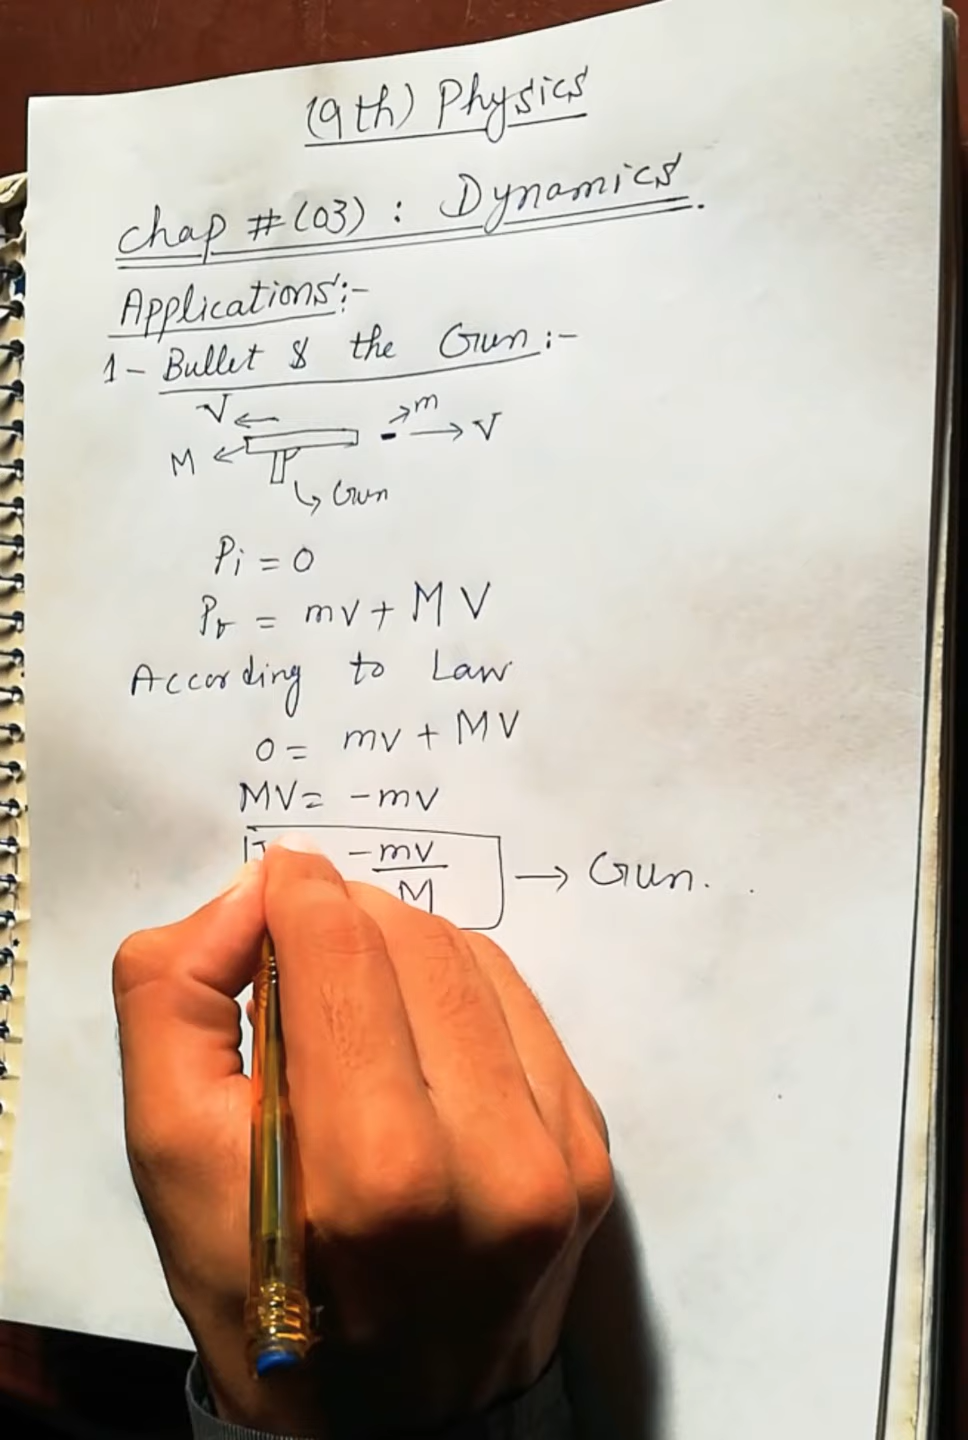 (9th) Physics
Chap #(03) : Dynamics.
Applications:-
1- Bullet & the Gun:-
V m
M V
Gun
Pi = 0
Pf = mv + MV
According to Law
0 = mv + MV
MV = -mv
-mv
M
→ Gun.